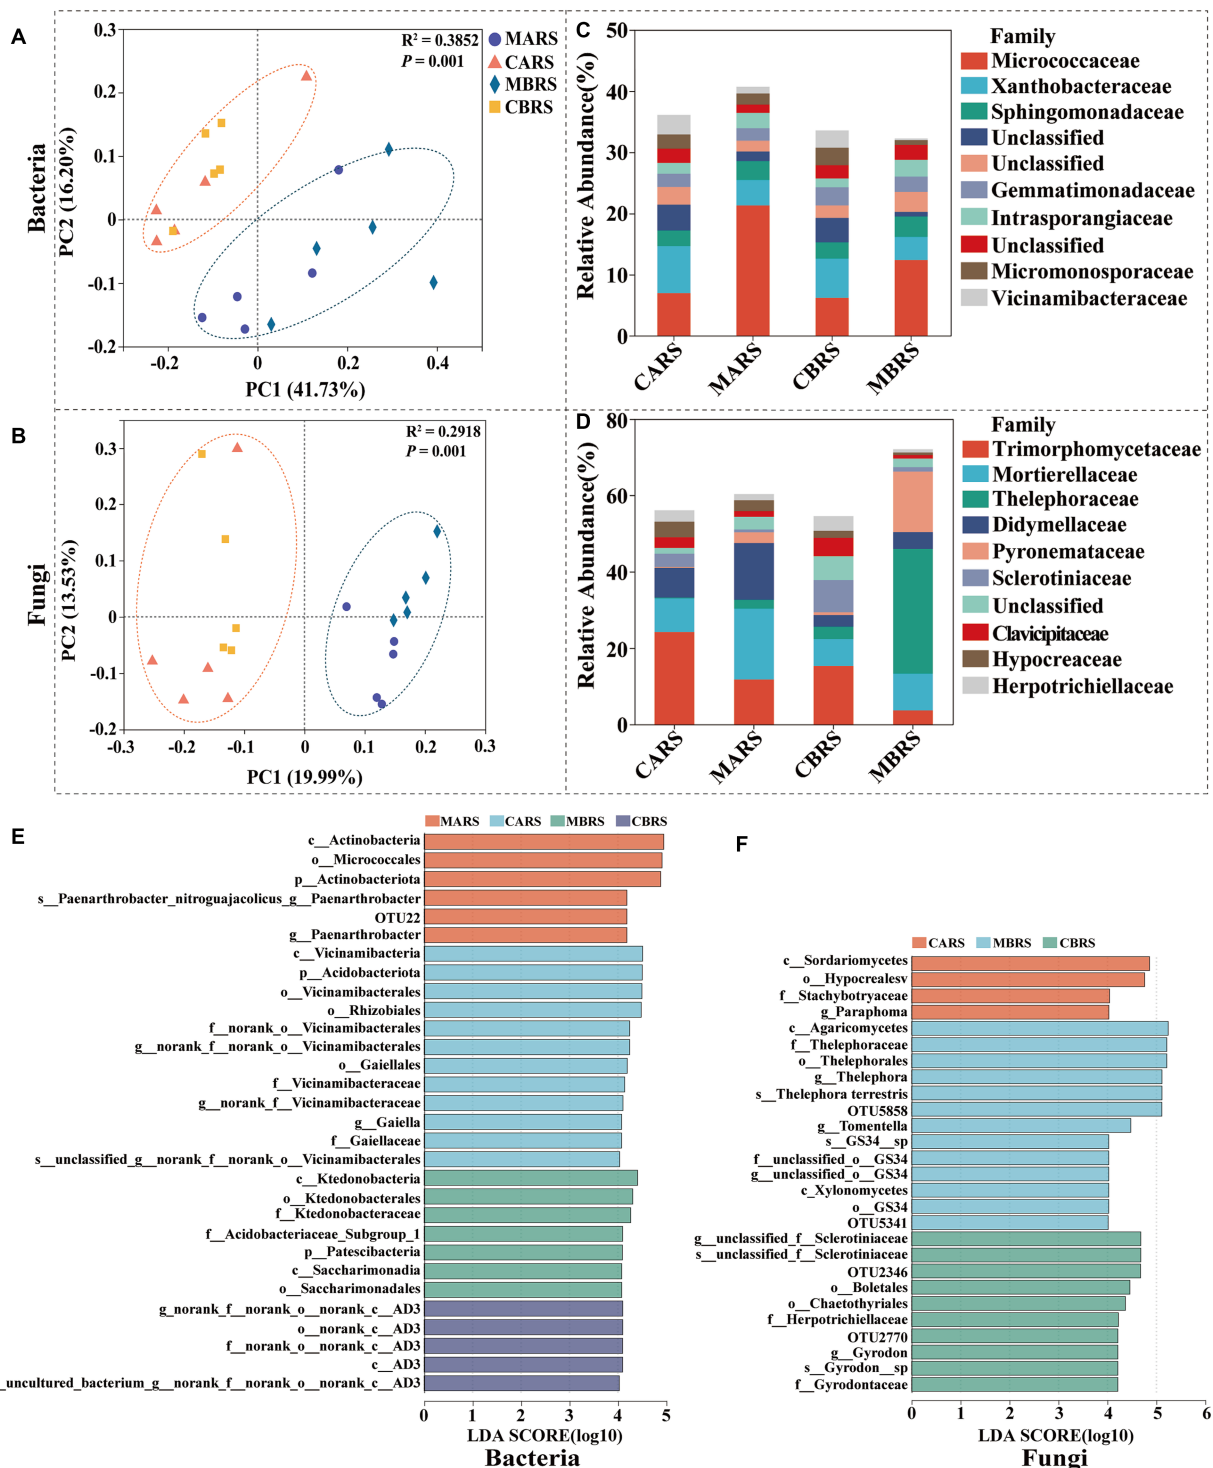 A
0.3
0.2
0.1
0
-0.1
-0.2
-0.2
0
0.2
0.4
PC1 (41.73%)
PC2 (16.20%)
Bacteria
R² = 0.3852
P = 0.001
MARS
CARS
MBRS
CBRS
C
50
40
30
20
10
0
Relative Abundance(%)
CARS
MARS
CBRS
MBRS
Family
Micrococcaceae
Xanthobacteraceae
Sphingomonadaceae
Unclassified
Unclassified
Gemmatimonadaceae
Intrasporangiaceae
Unclassified
Micromonosporaceae
Vicinamibacteraceae
B
0.3
0.2
0.1
0
-0.1
-0.2
-0.3
-0.2
-0.1
0
0.1
0.2
0.3
PC1 (19.99%)
PC2 (13.53%)
Fungi
R² = 0.2918
P = 0.001
D
80
60
40
20
0
Relative Abundance(%)
CARS
MARS
CBRS
MBRS
Family
Trimorphomycetaceae
Mortierellaceae
Thelephoraceae
Didymellaceae
Pyronemataceae
Sclerotiniaceae
Unclassified
Clavicipitaceae
Hypocreaceae
Herpotrichiellaceae
E
MARS CARS MBRS CBRS
c__Actinobacteria
o__Micrococcales
p__Actinobacteriota
s__Paenarthrobacter_nitroguajacolicus_g__Paenarthrobacter
OTU22
g__Paenarthrobacter
c__Vicinamibacteria
p__Acidobacteriota
o__Vicinamibacterales
o__Rhizobiales
f__norank_o__Vicinamibacterales
g__norank_f__norank_o__Vicinamibacterales
o__Gaiellales
f__Vicinamibacteraceae
g__norank_f__Vicinamibacteraceae
g__Gaiella
f__Gaiellaceae
s__unclassified_g__norank_f__norank_o__Vicinamibacterales
c__Ktedonobacteria
o__Ktedonobacterales
f__Ktedonobacteraceae
f__Acidobacteriaceae_Subgroup_1
p__Patescibacteria
c__Saccharimonadia
o__Saccharimonadales
g_norank_f__norank_o__norank_c__AD3
o__norank_c__AD3
f__norank_o__norank_c__AD3
c__AD3
_uncultured_bacterium_g__norank_f__norank_o__norank_c__AD3
0 1 2 3 4 5
LDA SCORE(log10)
Bacteria
F
CARS MBRS CBRS
c__Sordariomycetes
o__Hypocrealesv
f__Stachybotryaceae
g_Paraphoma
c__Agaricomycetes
f__Thelephoraceae
o__Thelephorales
g__Thelephora
s__Thelephora terrestris
OTU5858
g__Tomentella
s__GS34__sp
f__unclassified_o__GS34
g__unclassified_o__GS34
c_Xylonomycetes
o__GS34
OTU5341
g__unclassified_f__Sclerotiniaceae
s__unclassified_f__Sclerotiniaceae
OTU2346
o__Boletales
o__Chaetothyriales
f__Herpotrichiellaceae
OTU2770
g__Gyrodon
s__Gyrodon__sp
f__Gyrodontaceae
0 1 2 3 4 5 6
LDA SCORE(log10)
Fungi